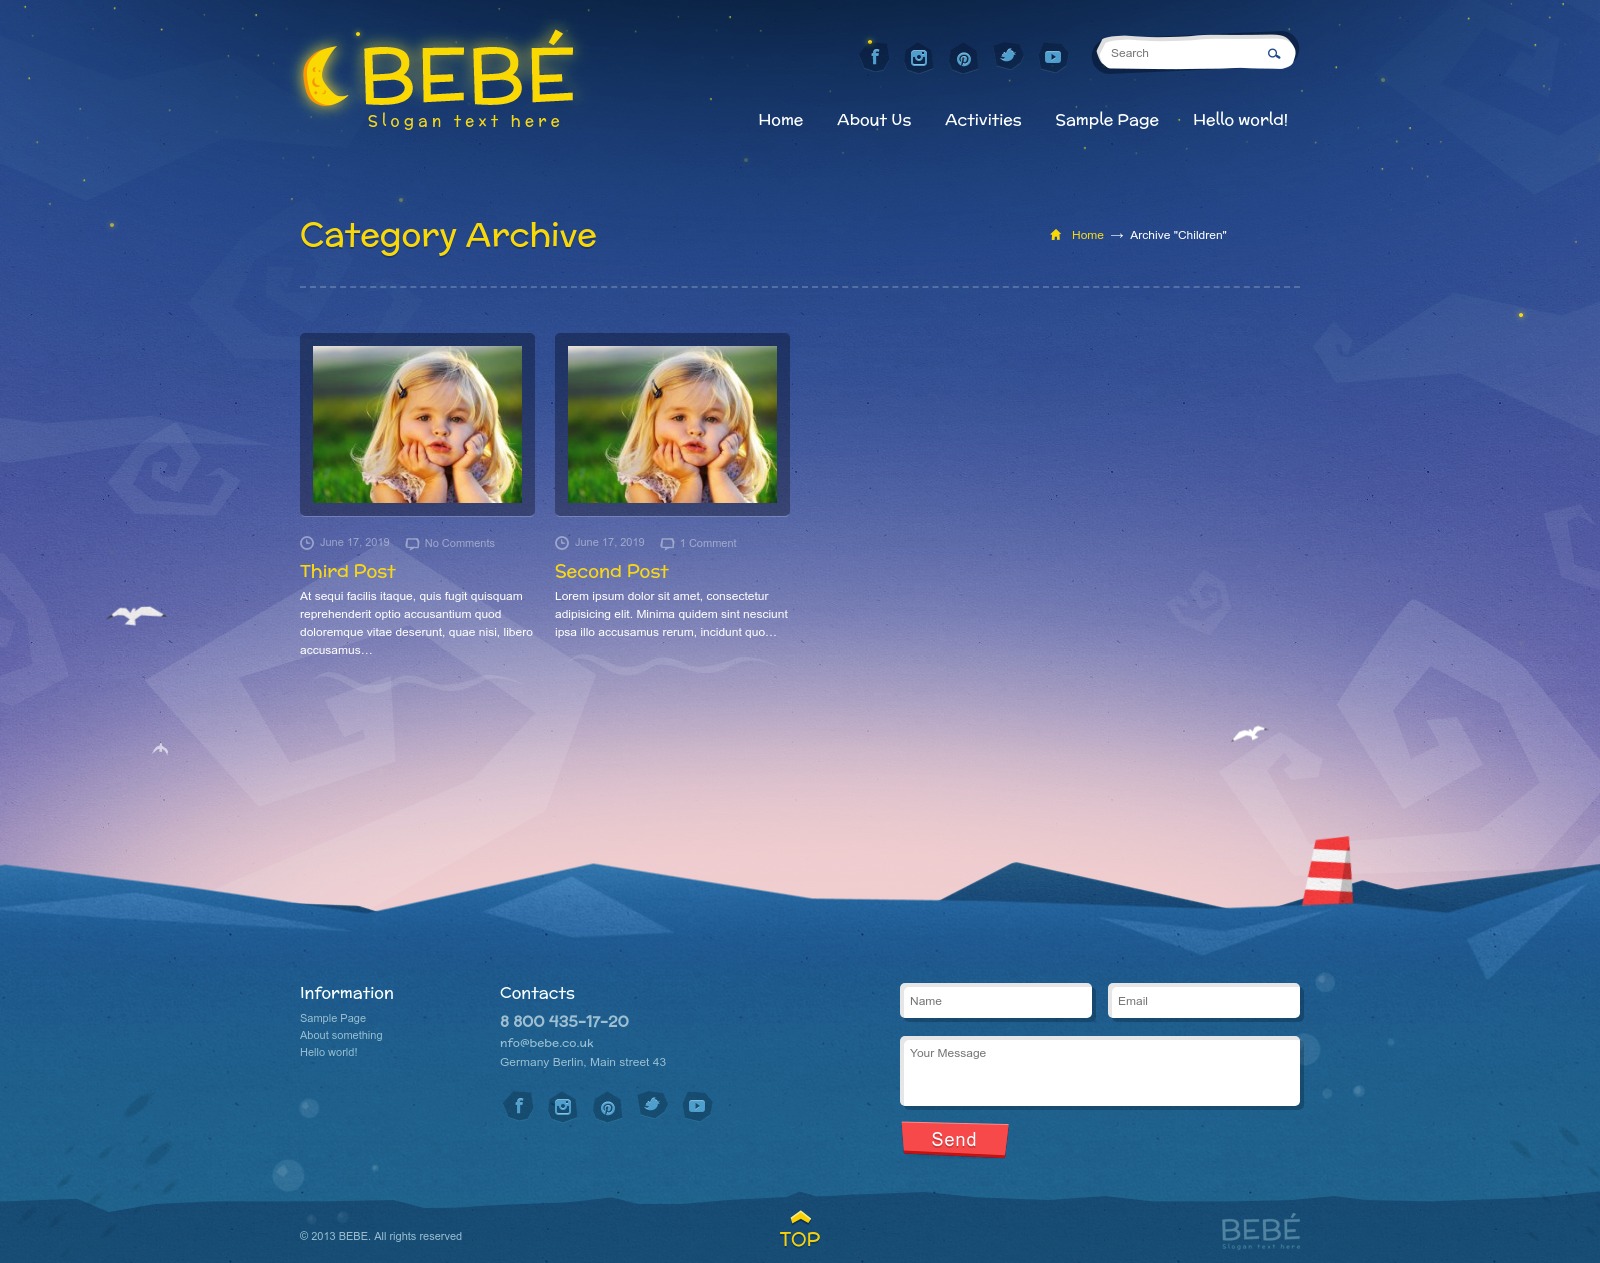 BEBÉ
Slogan text here
Search
Home About Us Activities Sample Page Hello world!
Category Archive
Home → Archive "Children"
June 17, 2019 No Comments
Third Post
At sequi facilis itaque, quis fugit quisquam
reprehenderit optio accusantium quod
doloremque vitae deserunt, quae nisi, libero
accusamus…
June 17, 2019 1 Comment
Second Post
Lorem ipsum dolor sit amet, consectetur
adipisicing elit. Minima quidem sint nesciunt
ipsa illo accusamus rerum, incidunt quo…
Information
Sample Page
About something
Hello world!
Contacts
8 800 435-17-20
nfo@bebe.co.uk
Germany Berlin, Main street 43
Name
Email
Your Message
Send
© 2013 BEBE. All rights reserved
TOP
BEBÉ
Slogan text here